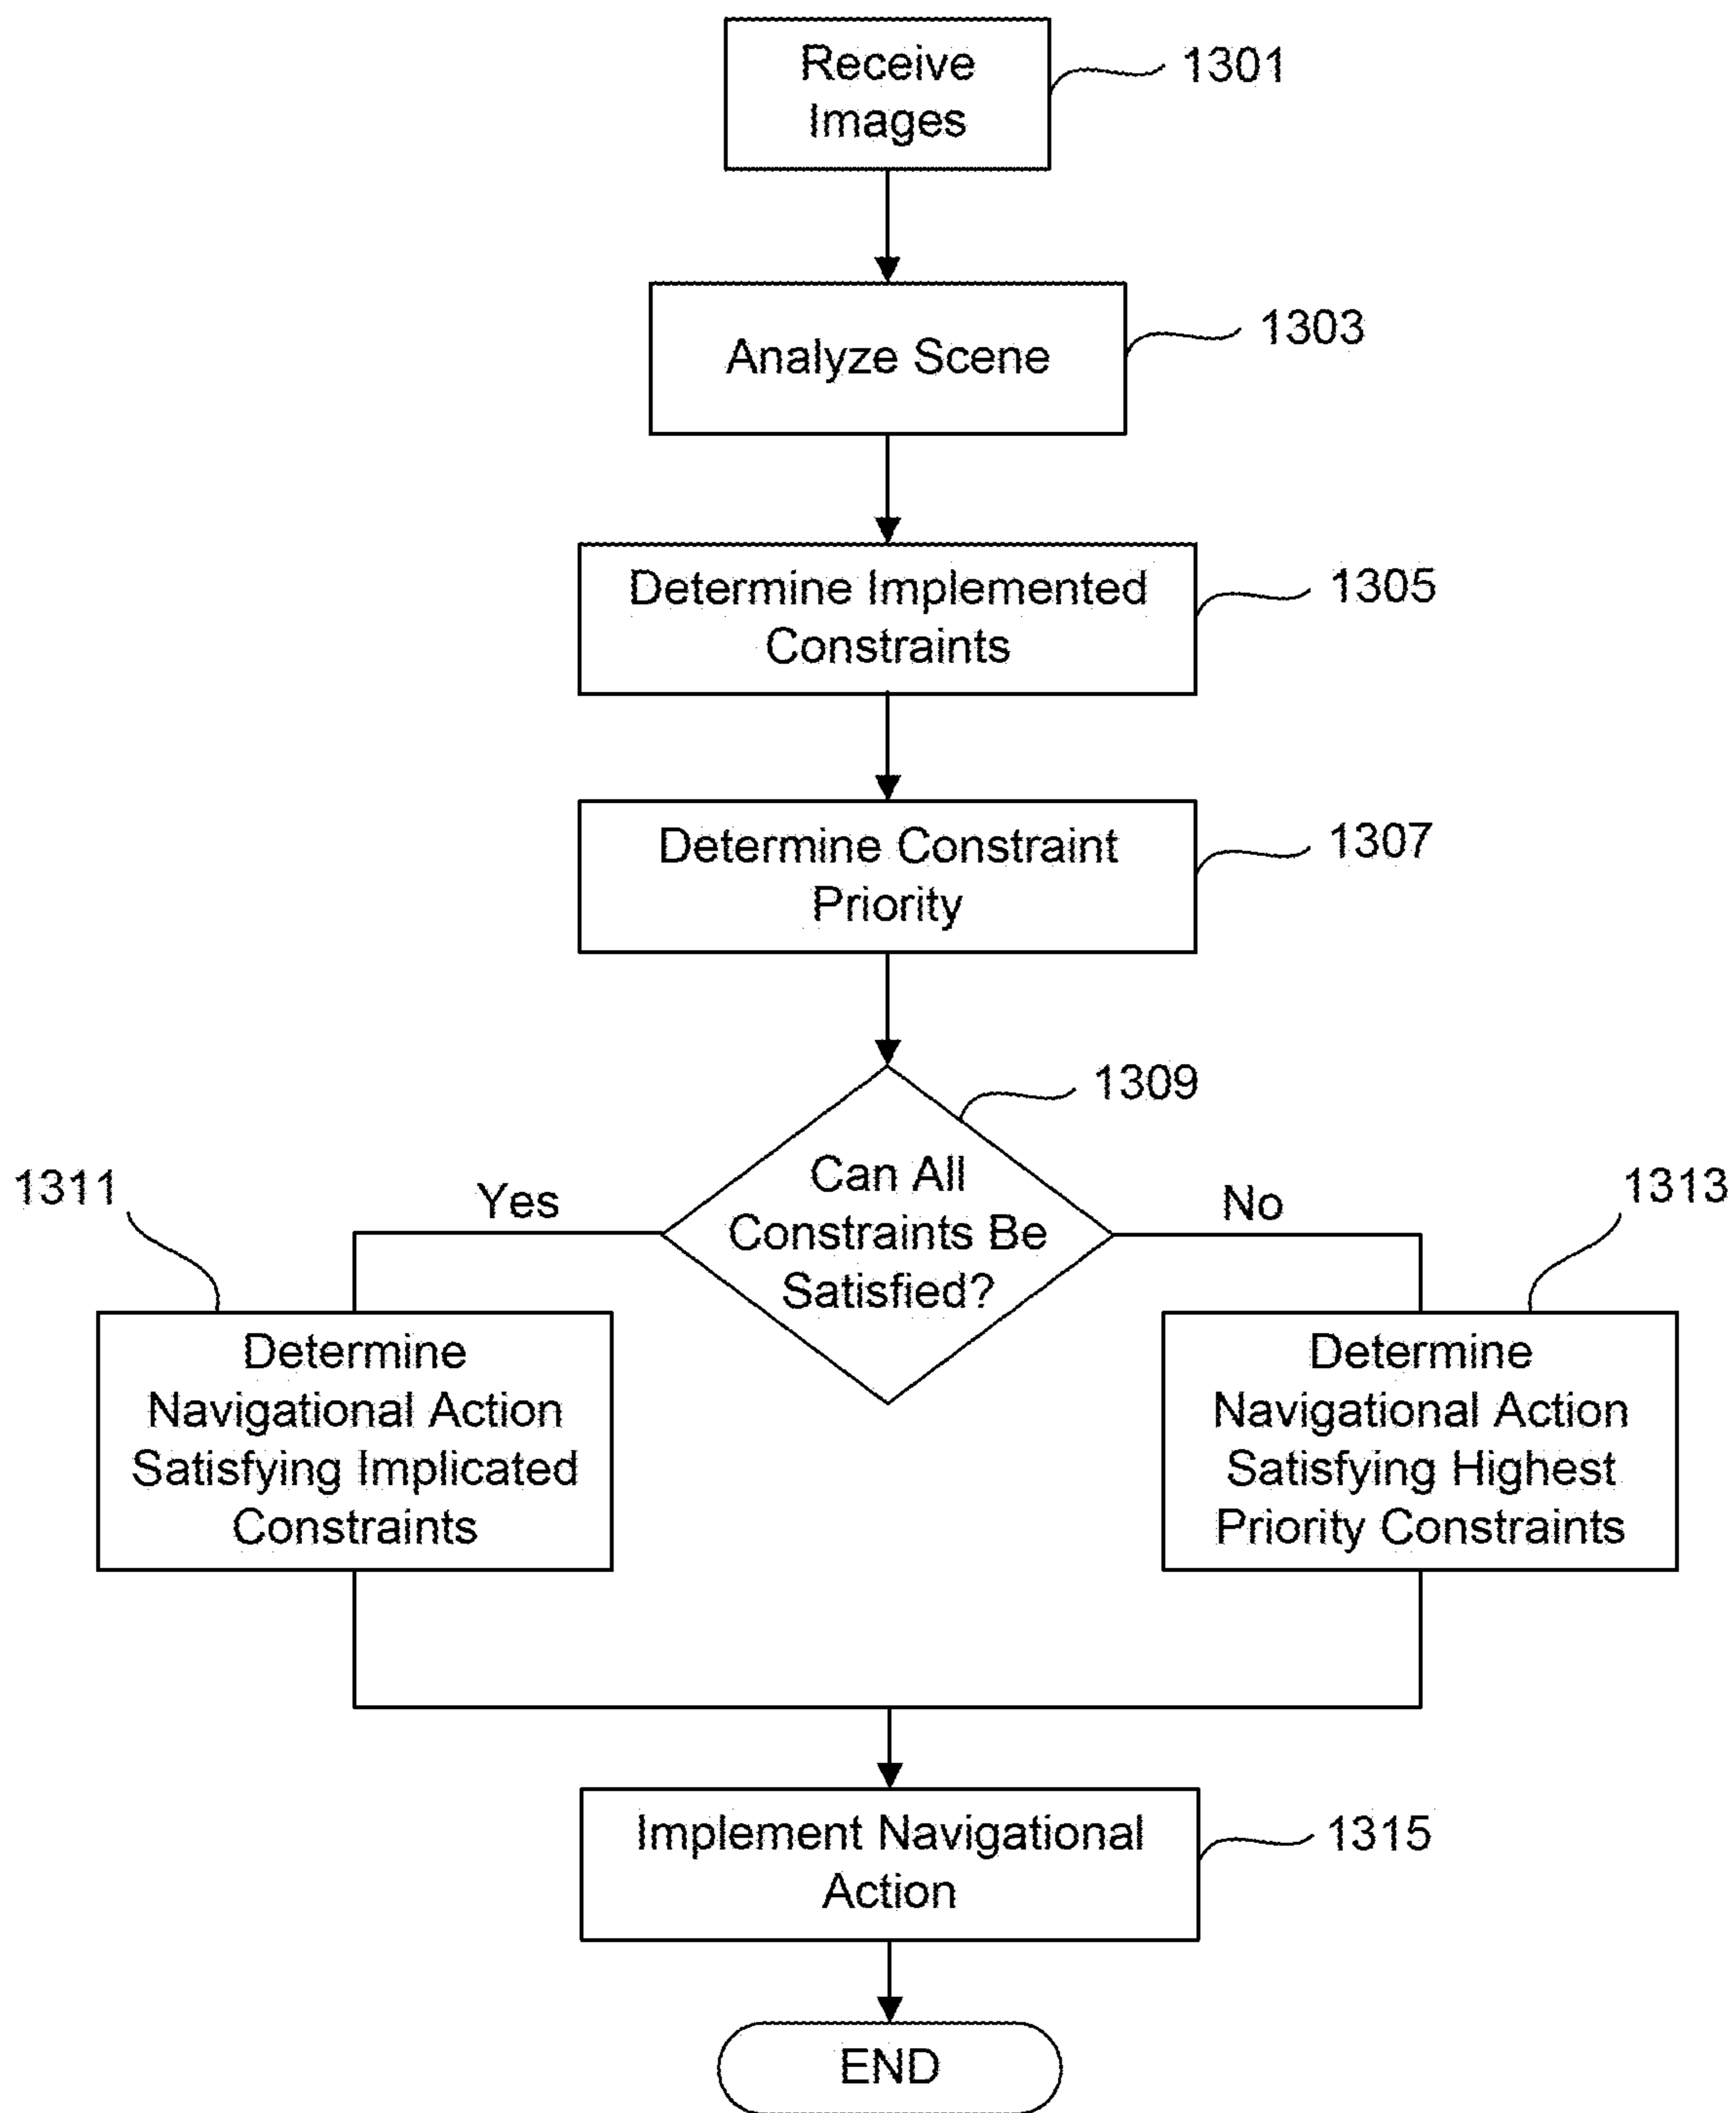 Receive
Images
1301
Analyze Scene
1303
Determine Implemented
Constraints
1305
Determine Constraint
Priority
1307
1309
Can All
Constraints Be
Satisfied?
Yes
No
1311
1313
Determine
Navigational Action
Satisfying Implicated
Constraints
Determine
Navigational Action
Satisfying Highest
Priority Constraints
Implement Navigational
Action
1315
END